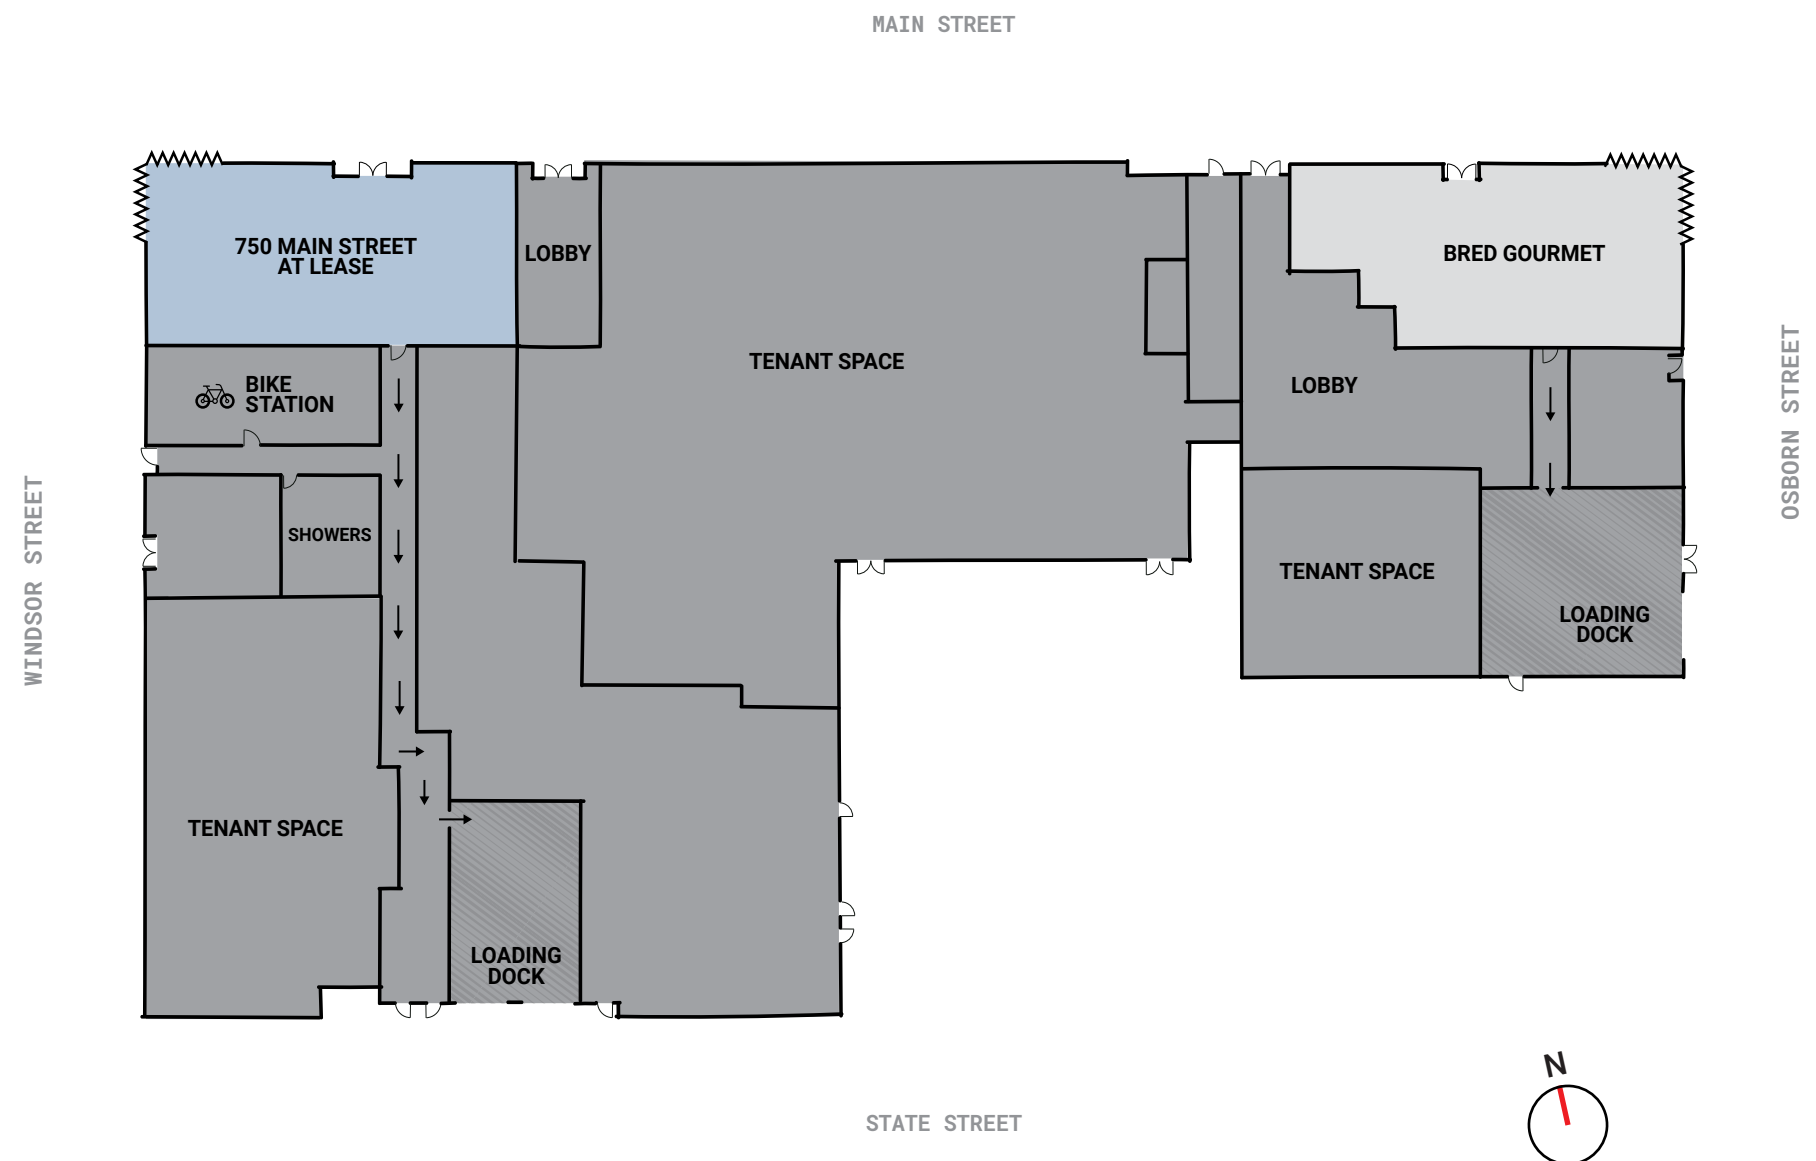 MAIN STREET
750 MAIN STREET
AT LEASE
LOBBY
BRED GOURMET
TENANT SPACE
LOBBY
BIKE
STATION
OSBORN STREET
WINDSOR STREET
SHOWERS
TENANT SPACE
LOADING
DOCK
TENANT SPACE
LOADING
DOCK
N
STATE STREET